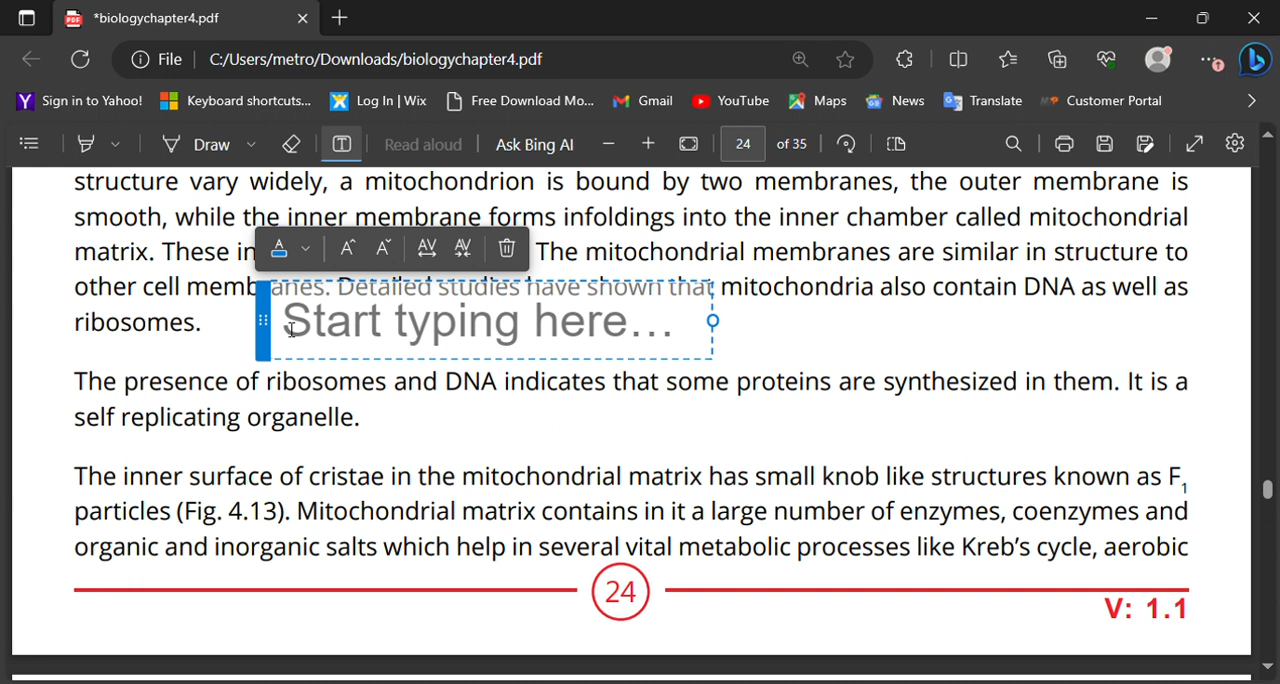 *biologychapter4.pdf
File C:/Users/metro/Downloads/biologychapter4.pdf
Sign in to Yahoo! Keyboard shortcuts... Log In | Wix Free Download Mo... Gmail YouTube Maps News Translate Customer Portal
Draw Read aloud Ask Bing AI 24 of 35
structure vary widely, a mitochondrion is bound by two membranes, the outer membrane is
smooth, while the inner membrane forms infoldings into the inner chamber called mitochondrial
matrix. These in The mitochondrial membranes are similar in structure to
other cell membranes. Detailed studies have shown that mitochondria also contain DNA as well as
Start typing here...
ribosomes.
The presence of ribosomes and DNA indicates that some proteins are synthesized in them. It is a
self replicating organelle.
The inner surface of cristae in the mitochondrial matrix has small knob like structures known as F1
particles (Fig. 4.13). Mitochondrial matrix contains in it a large number of enzymes, coenzymes and
organic and inorganic salts which help in several vital metabolic processes like Kreb's cycle, aerobic
24
V: 1.1